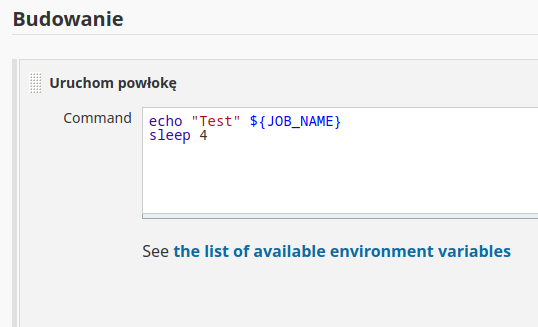 Budowanie
Uruchom powłokę
Command
echo "Test" ${JOB_NAME}
sleep 4
See the list of available environment variables